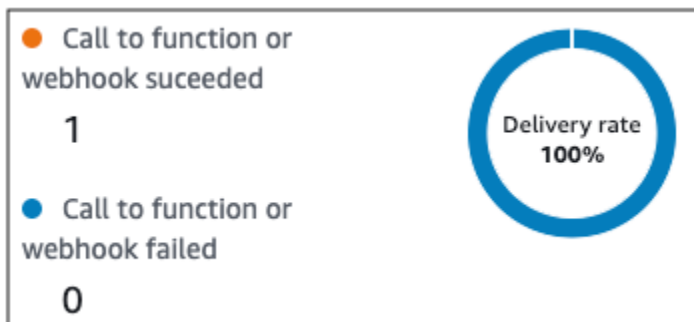 Call to function or
webhook suceeded
1
Delivery rate
100%
Call to function or
webhook failed
0